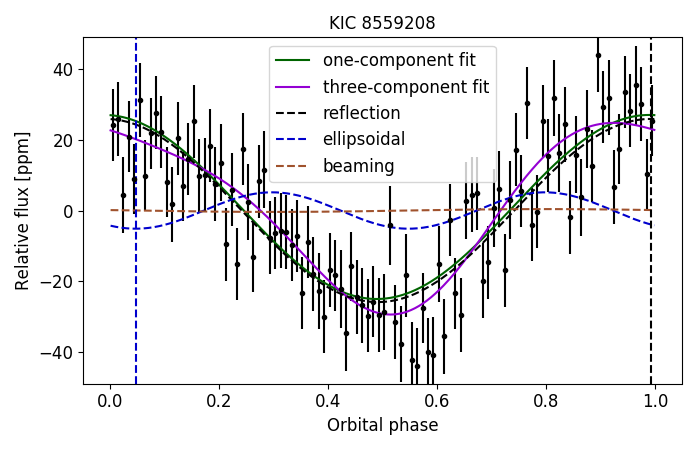 KIC 8559208
one-component fit
three-component fit
reflection
ellipsoidal
beaming
Relative flux [ppm]
40
20
0
−20
−40
0.0 0.2 0.4 0.6 0.8 1.0
Orbital phase